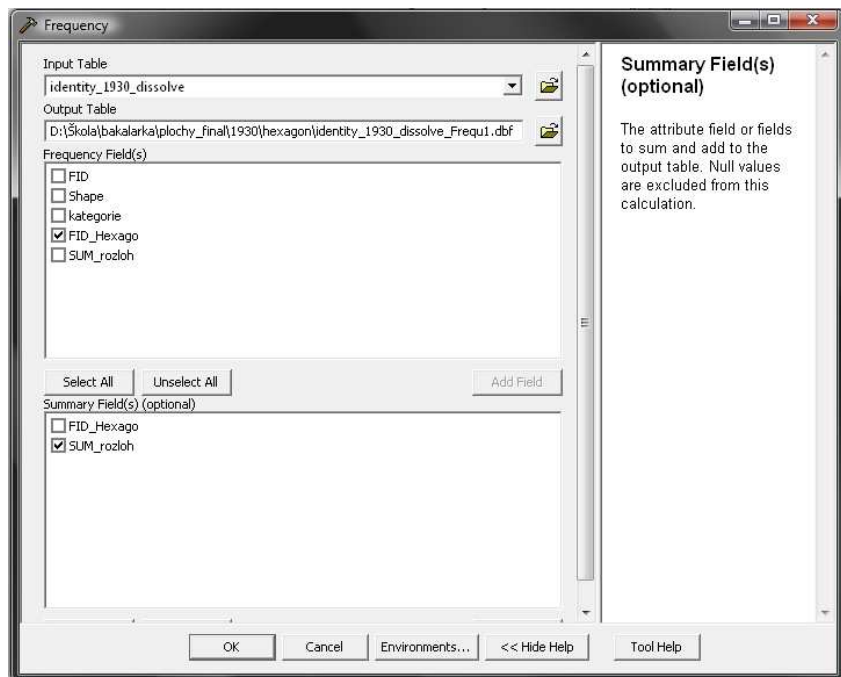 Frequency
Input Table
identity_1930_dissolve
Output Table
D:\Škola\bakalarka\plochy_final\1930\hexagon\identity_1930_dissolve_Frequ1.dbf
Frequency Field(s)
FID
Shape
kategorie
FID_Hexago
SUM_rozloh
Select All
Unselect All
Add Field
Summary Field(s) (optional)
FID_Hexago
SUM_rozloh
OK
Cancel
Environments...
<< Hide Help
Tool Help
Summary Field(s)
(optional)
The attribute field or fields
to sum and add to the
output table. Null values
are excluded from this
calculation.